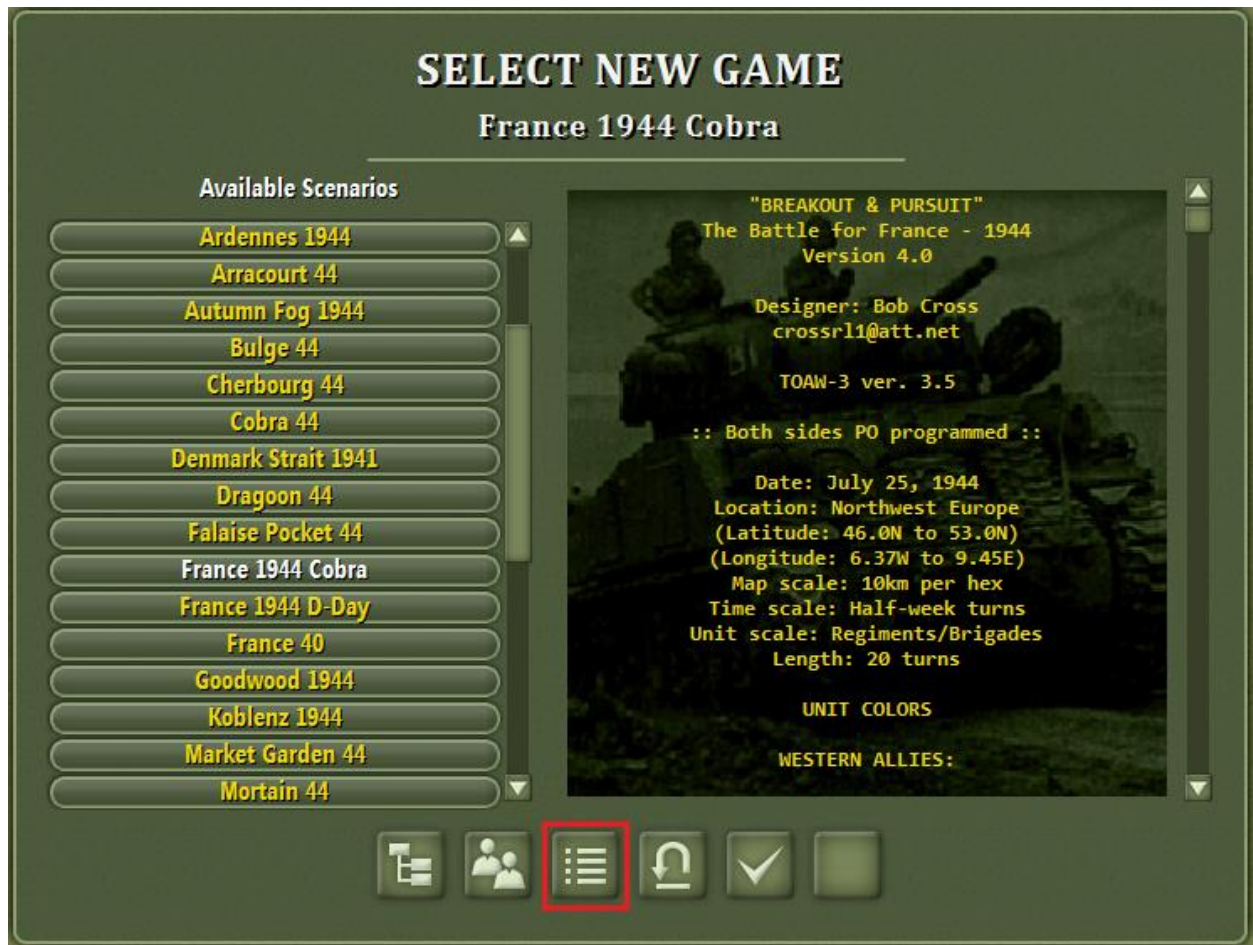 SELECT NEW GAME
France 1944 Cobra
Available Scenarios
Ardennes 1944
Arracourt 44
Autumn Fog 1944
Bulge 44
Cherbourg 44
Cobra 44
Denmark Strait 1941
Dragoon 44
Falaise Pocket 44
France 1944 Cobra
France 1944 D-Day
France 40
Goodwood 1944
Koblenz 1944
Market Garden 44
Mortain 44
"BREAKOUT & PURSUIT"
The Battle for France - 1944
Version 4.0
Designer: Bob Cross
crossrl1@att.net
TOAW-3 ver. 3.5
:: Both sides PO programmed ::
Date: July 25, 1944
Location: Northwest Europe
(Latitude: 46.0N to 53.0N)
(Longitude: 6.37W to 9.45E)
Map scale: 10km per hex
Time scale: Half-week turns
Unit scale: Regiments/Brigades
Length: 20 turns
UNIT COLORS
WESTERN ALLIES: